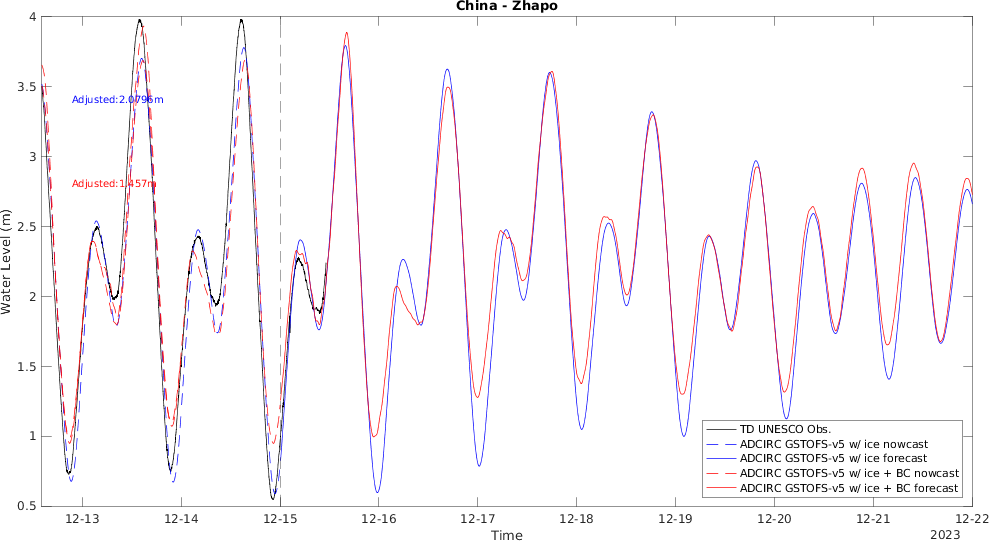 China - Zhapo
Water Level (m)
4
3.5
3
2.5
2
1.5
1
0.5
Adjusted:2.0796m
Adjusted:1.457m
TD UNESCO Obs.
ADCIRC GSTOFS-v5 w/ ice nowcast
ADCIRC GSTOFS-v5 w/ ice forecast
ADCIRC GSTOFS-v5 w/ ice + BC nowcast
ADCIRC GSTOFS-v5 w/ ice + BC forecast
12-13 12-14 12-15 12-16 12-17 12-18 12-19 12-20 12-21 12-22
Time
2023